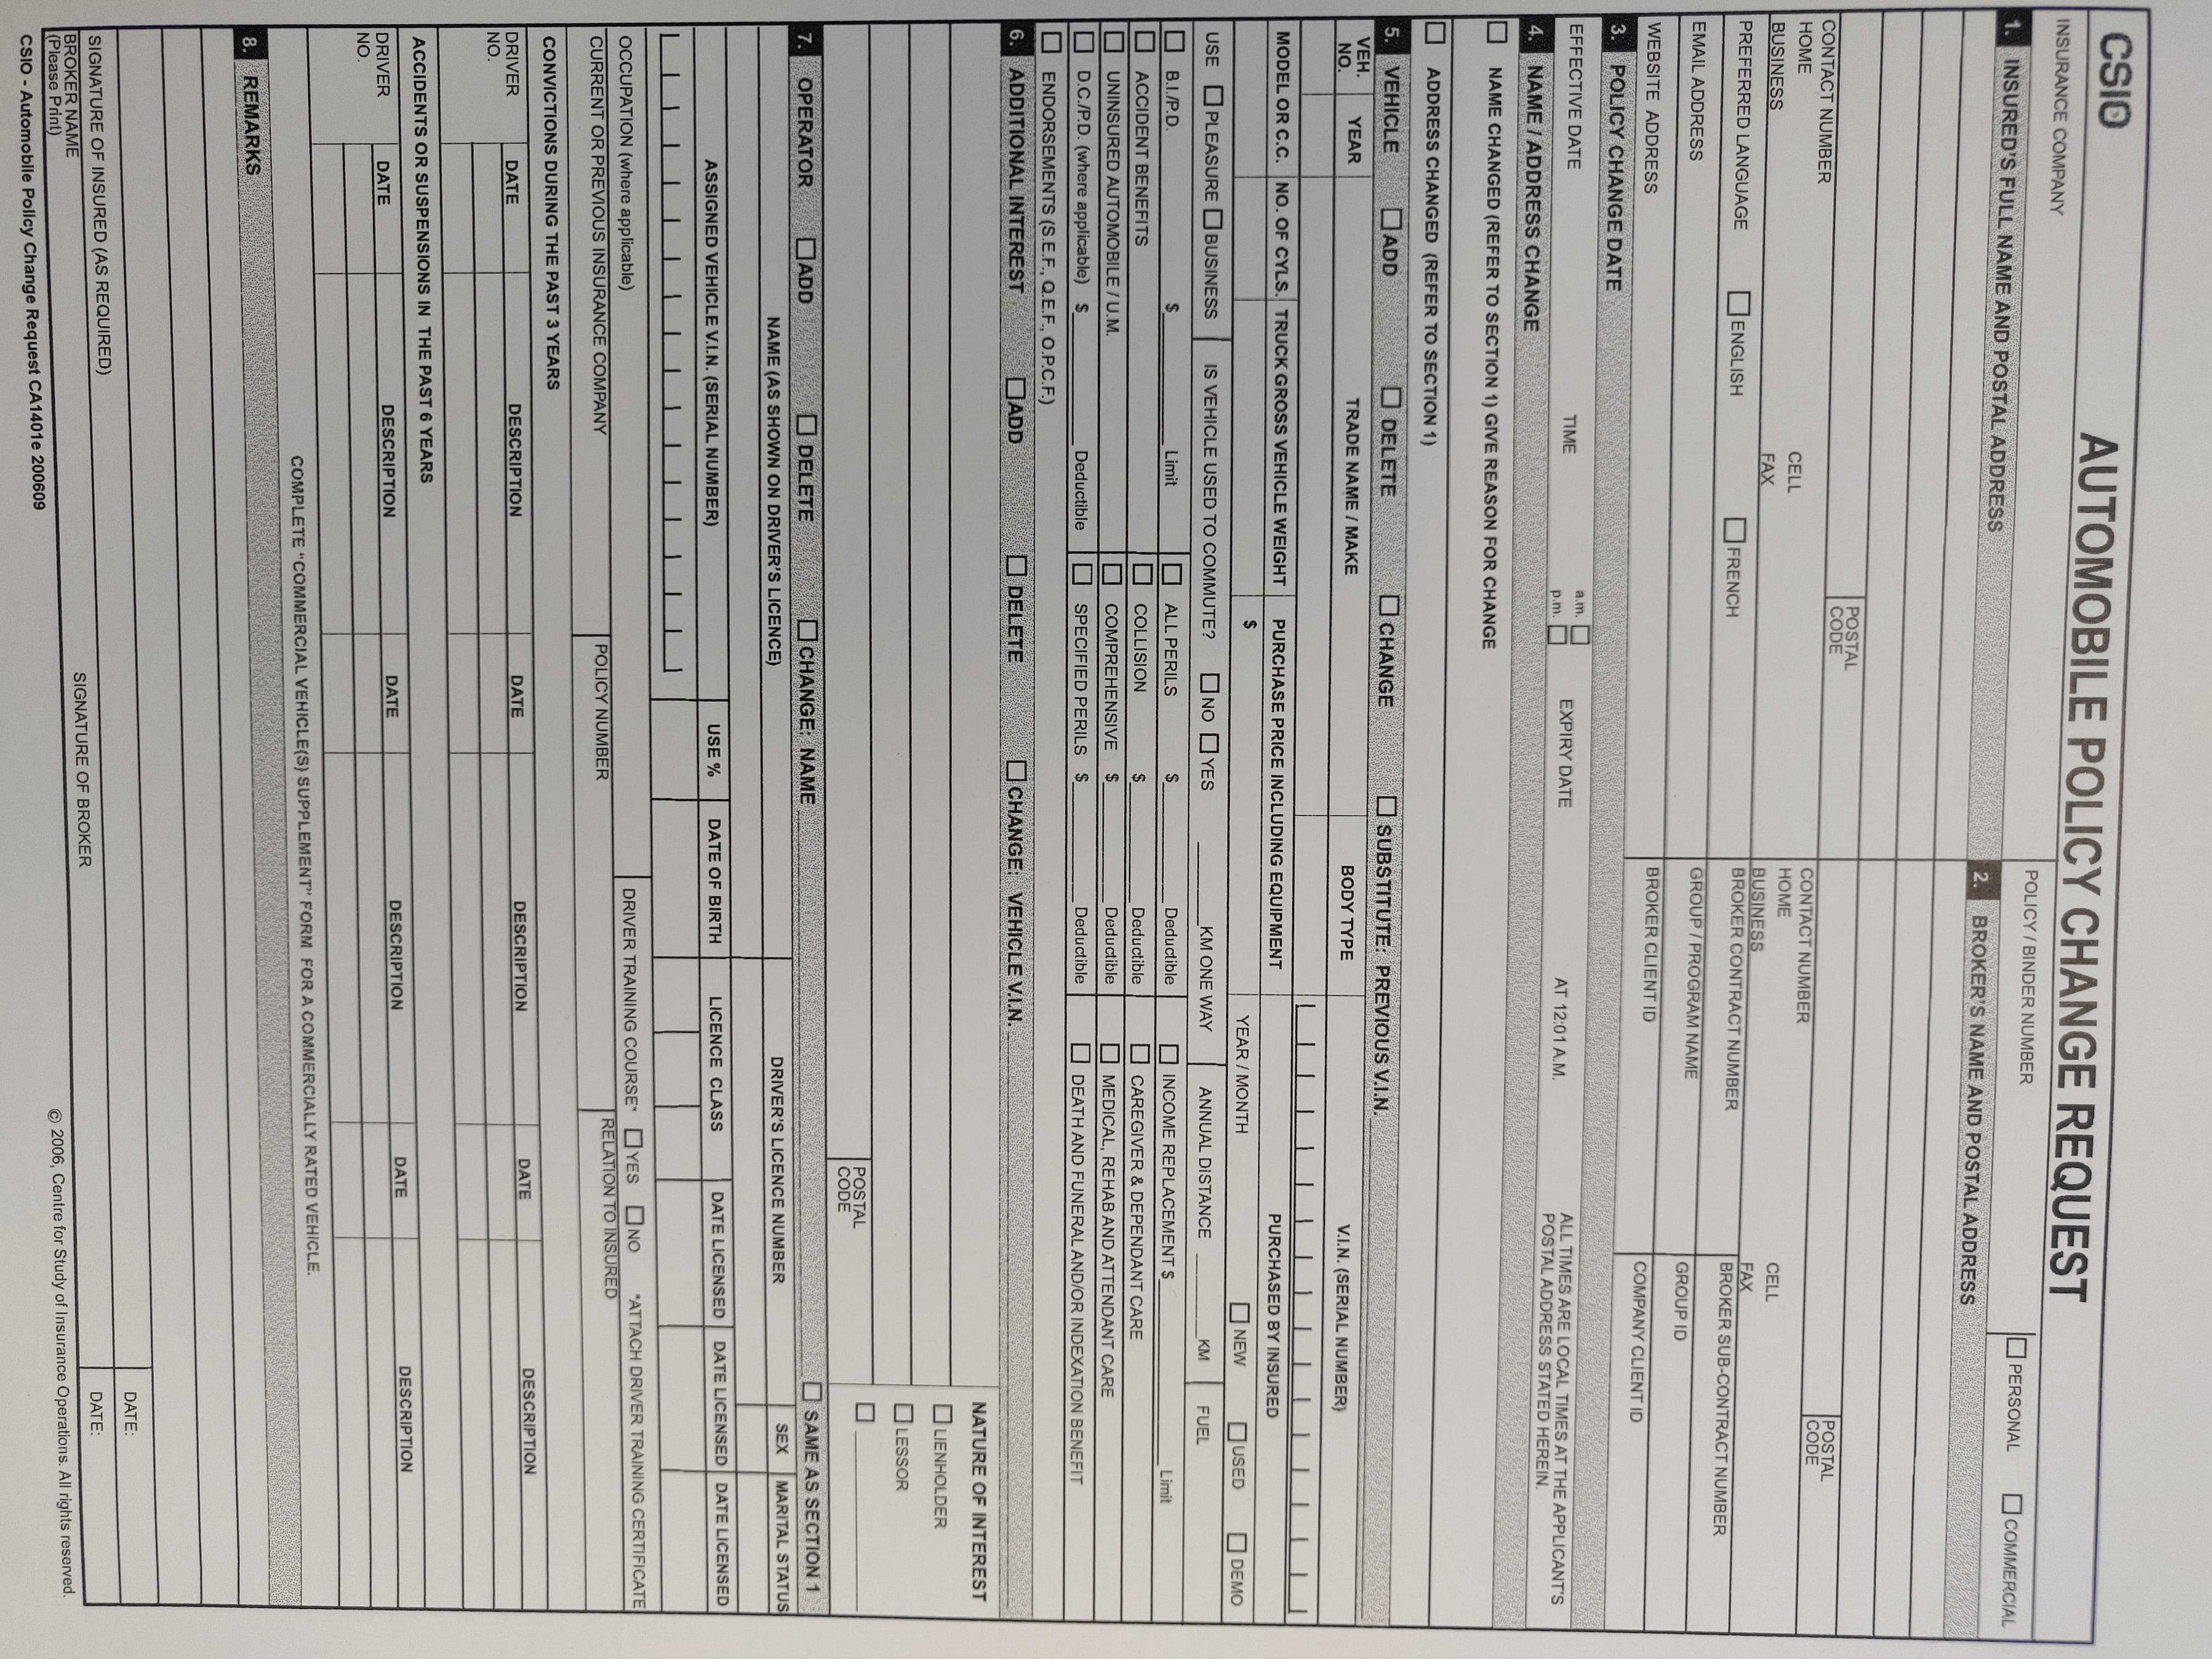 CSIO
AUTOMOBILE POLICY CHANGE REQUEST
INSURANCE COMPANY
POLICY / BINDER NUMBER
PERSONAL COMMERCIAL
1. INSURED'S FULL NAME AND POSTAL ADDRESS
2. BROKER'S NAME AND POSTAL ADDRESS
POSTAL
CODE
POSTAL
CODE
CONTACT NUMBER
HOME
CELL
BUSINESS
FAX
CONTACT NUMBER
HOME
CELL
BUSINESS
FAX
PREFERRED LANGUAGE ENGLISH FRENCH
BROKER CONTRACT NUMBER
BROKER SUB-CONTRACT NUMBER
EMAIL ADDRESS
GROUP / PROGRAM NAME
GROUP ID
WEBSITE ADDRESS
BROKER CLIENT ID
COMPANY CLIENT ID
3. POLICY CHANGE DATE
EFFECTIVE DATE
TIME
a.m.
p.m.
EXPIRY DATE
AT 12:01 A.M.
ALL TIMES ARE LOCAL TIMES AT THE APPLICANT'S
POSTAL ADDRESS STATED HEREIN.
4. NAME / ADDRESS CHANGE
NAME CHANGED (REFER TO SECTION 1) GIVE REASON FOR CHANGE
ADDRESS CHANGED (REFER TO SECTION 1)
5. VEHICLE ADD DELETE CHANGE SUBSTITUTE: PREVIOUS V.I.N.
VEH.
NO.
YEAR
TRADE NAME / MAKE
BODY TYPE
V.I.N. (SERIAL NUMBER)
MODEL OR C.C. NO. OF CYLS. TRUCK GROSS VEHICLE WEIGHT PURCHASE PRICE INCLUDING EQUIPMENT PURCHASED BY INSURED
$
YEAR / MONTH NEW USED DEMO
USE PLEASURE BUSINESS IS VEHICLE USED TO COMMUTE? NO YES ______ KM ONE WAY ANNUAL DISTANCE ______ KM FUEL
B.I./P.D. $ ______ Limit ALL PERILS $ ______ Deductible INCOME REPLACEMENT $ ______ Limit
ACCIDENT BENEFITS COLLISION $ ______ Deductible CAREGIVER & DEPENDANT CARE
UNINSURED AUTOMOBILE / U.M. COMPREHENSIVE $ ______ Deductible MEDICAL, REHAB AND ATTENDANT CARE
D.C./P.D. (where applicable) $ ______ Deductible SPECIFIED PERILS $ ______ Deductible DEATH AND FUNERAL AND/OR INDEXATION BENEFIT
ENDORSEMENTS (S.E.F., Q.E.F., O.P.C.F.)
6. ADDITIONAL INTEREST ADD DELETE CHANGE: VEHICLE V.I.N.
NATURE OF INTEREST
LIENHOLDER
LESSOR
POSTAL
CODE
7. OPERATOR ADD DELETE CHANGE: NAME SAME AS SECTION 1
NAME (AS SHOWN ON DRIVER'S LICENCE) DRIVER'S LICENCE NUMBER SEX MARITAL STATUS
ASSIGNED VEHICLE V.I.N. (SERIAL NUMBER) USE % DATE OF BIRTH LICENCE CLASS DATE LICENSED DATE LICENSED DATE LICENSED
OCCUPATION (where applicable) DRIVER TRAINING COURSE* YES NO *ATTACH DRIVER TRAINING CERTIFICATE
CURRENT OR PREVIOUS INSURANCE COMPANY POLICY NUMBER RELATION TO INSURED
CONVICTIONS DURING THE PAST 3 YEARS
DRIVER
NO.
DATE DESCRIPTION DATE DESCRIPTION DATE DESCRIPTION
ACCIDENTS OR SUSPENSIONS IN THE PAST 6 YEARS
DRIVER
NO.
DATE DESCRIPTION DATE DESCRIPTION DATE DESCRIPTION
COMPLETE "COMMERCIAL VEHICLE(S) SUPPLEMENT" FORM FOR A COMMERCIALLY RATED VEHICLE.
8. REMARKS
SIGNATURE OF INSURED (AS REQUIRED)
DATE:
BROKER NAME
(Please Print)
SIGNATURE OF BROKER
DATE:
CSIO - Automobile Policy Change Request CA1401e 200609
© 2006, Centre for Study of Insurance Operations. All rights reserved.